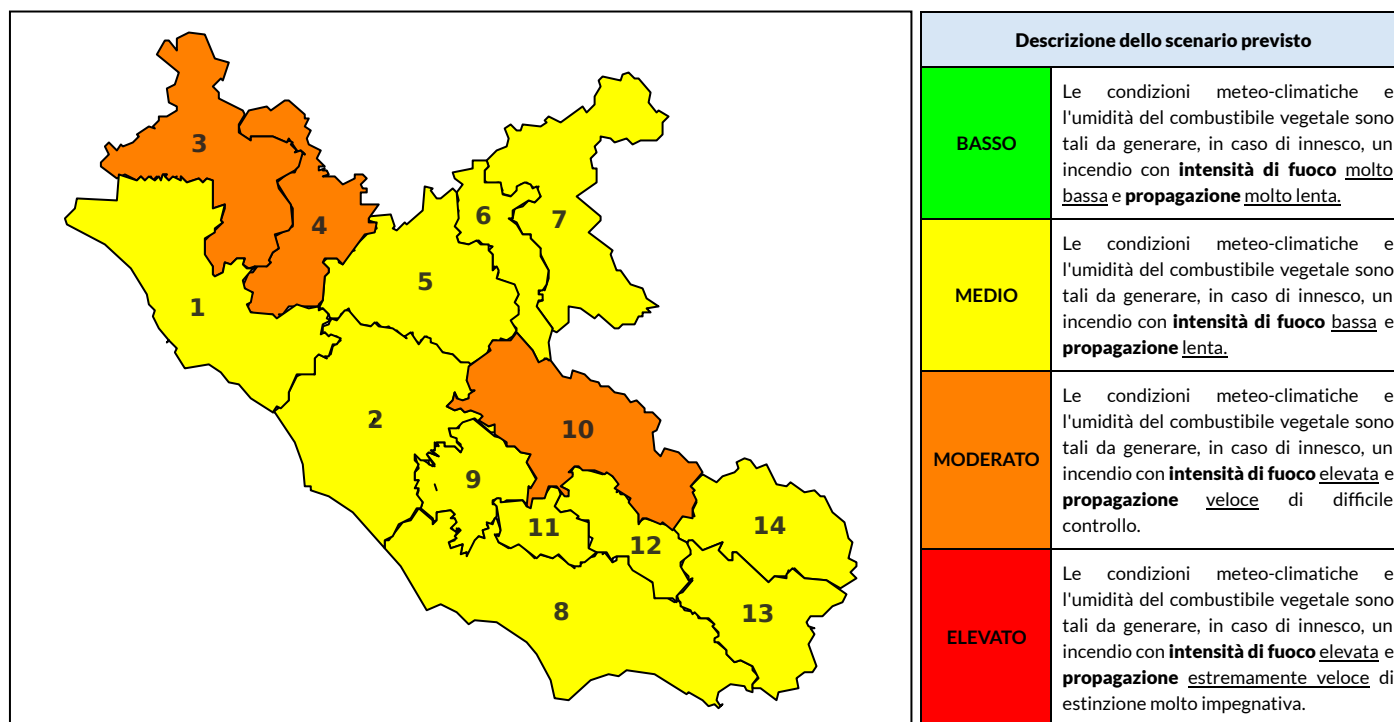 3
4
6
7
5
1
2
10
9
11
12
14
8
13
Descrizione dello scenario previsto
BASSO
Le condizioni meteo-climatiche e
l'umidità del combustibile vegetale sono
tali da generare, in caso di innesco, un
incendio con intensità di fuoco molto
bassa e propagazione molto lenta.
MEDIO
Le condizioni meteo-climatiche e
l'umidità del combustibile vegetale sono
tali da generare, in caso di innesco, un
incendio con intensità di fuoco bassa e
propagazione lenta.
MODERATO
Le condizioni meteo-climatiche e
l'umidità del combustibile vegetale sono
tali da generare, in caso di innesco, un
incendio con intensità di fuoco elevata e
propagazione veloce di difficile
controllo.
ELEVATO
Le condizioni meteo-climatiche e
l'umidità del combustibile vegetale sono
tali da generare, in caso di innesco, un
incendio con intensità di fuoco elevata e
propagazione estremamente veloce di
estinzione molto impegnativa.